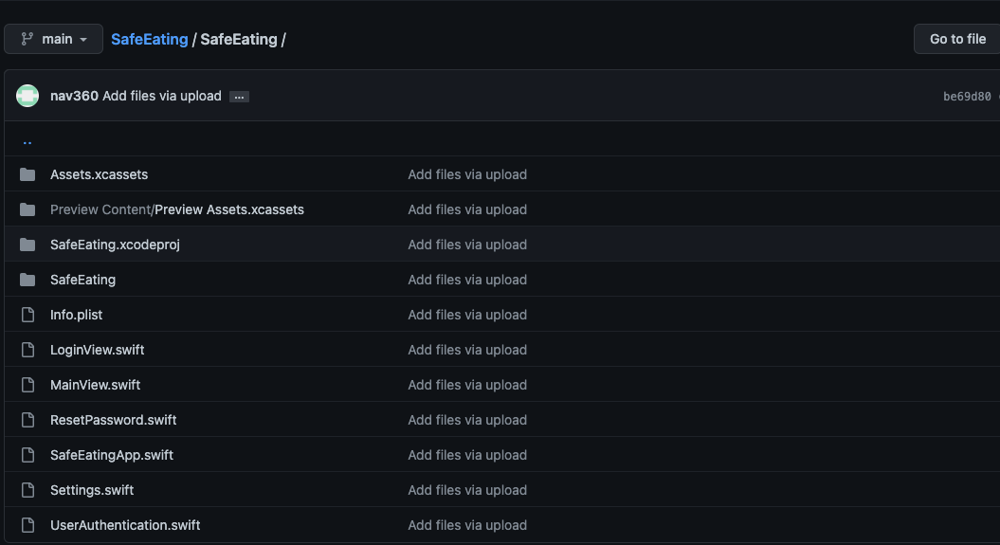 main SafeEating / SafeEating / Go to file
nav360 Add files via upload ... be69d80
..
Assets.xcassets Add files via upload
Preview Content/Preview Assets.xcassets Add files via upload
SafeEating.xcodeproj Add files via upload
SafeEating Add files via upload
Info.plist Add files via upload
LoginView.swift Add files via upload
MainView.swift Add files via upload
ResetPassword.swift Add files via upload
SafeEatingApp.swift Add files via upload
Settings.swift Add files via upload
UserAuthentication.swift Add files via upload